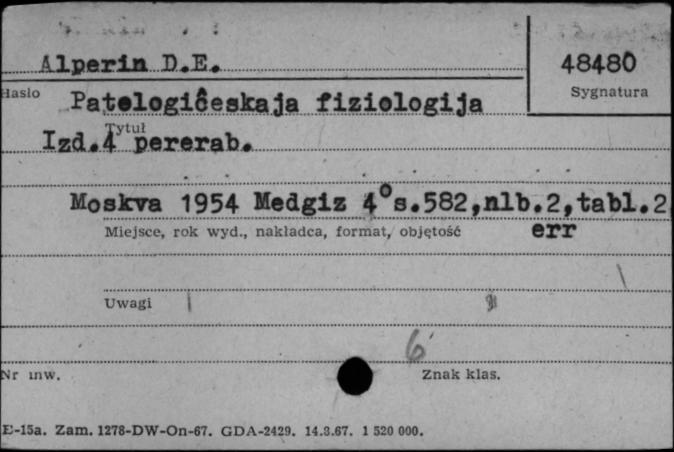 Alperin D.E.
48480
Hasło
Sygnatura
Patologičeskaja fiziologija
Tytuł
Izd.4 pererab.
Moskva 1954 Medgiz 4° s.582,nlb.2,tabl.2
err
Miejsce, rok wyd., nakładca, format, objętość
Uwagi
6
Nr inw.
Znak klas.
E-15a. Zam. 1278-DW-On-67. GDA-2429. 14.3.67. 1 520 000.